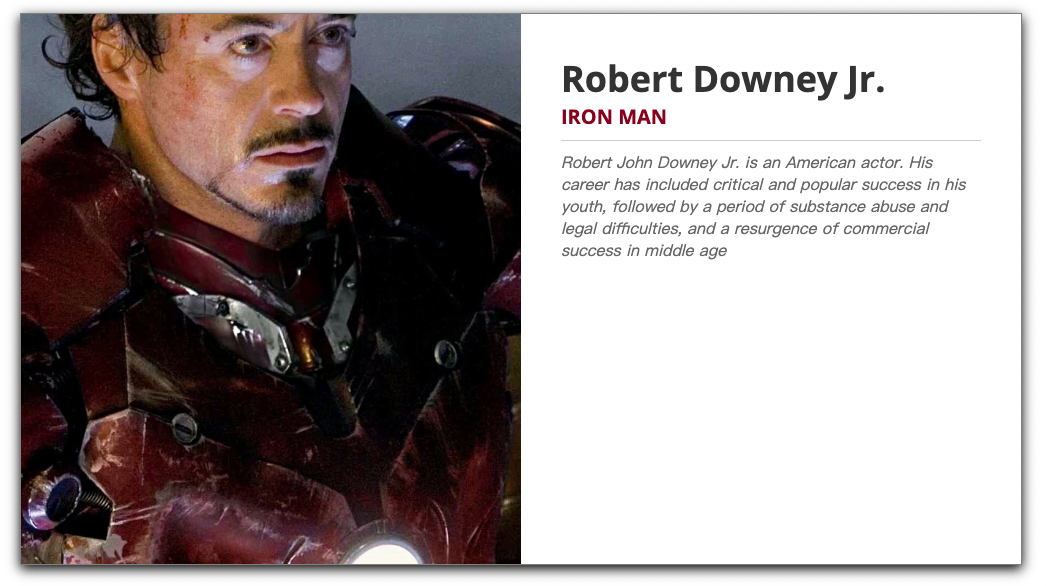 Robert Downey Jr.
IRON MAN
Robert John Downey Jr. is an American actor. His
career has included critical and popular success in his
youth, followed by a period of substance abuse and
legal difficulties, and a resurgence of commercial
success in middle age